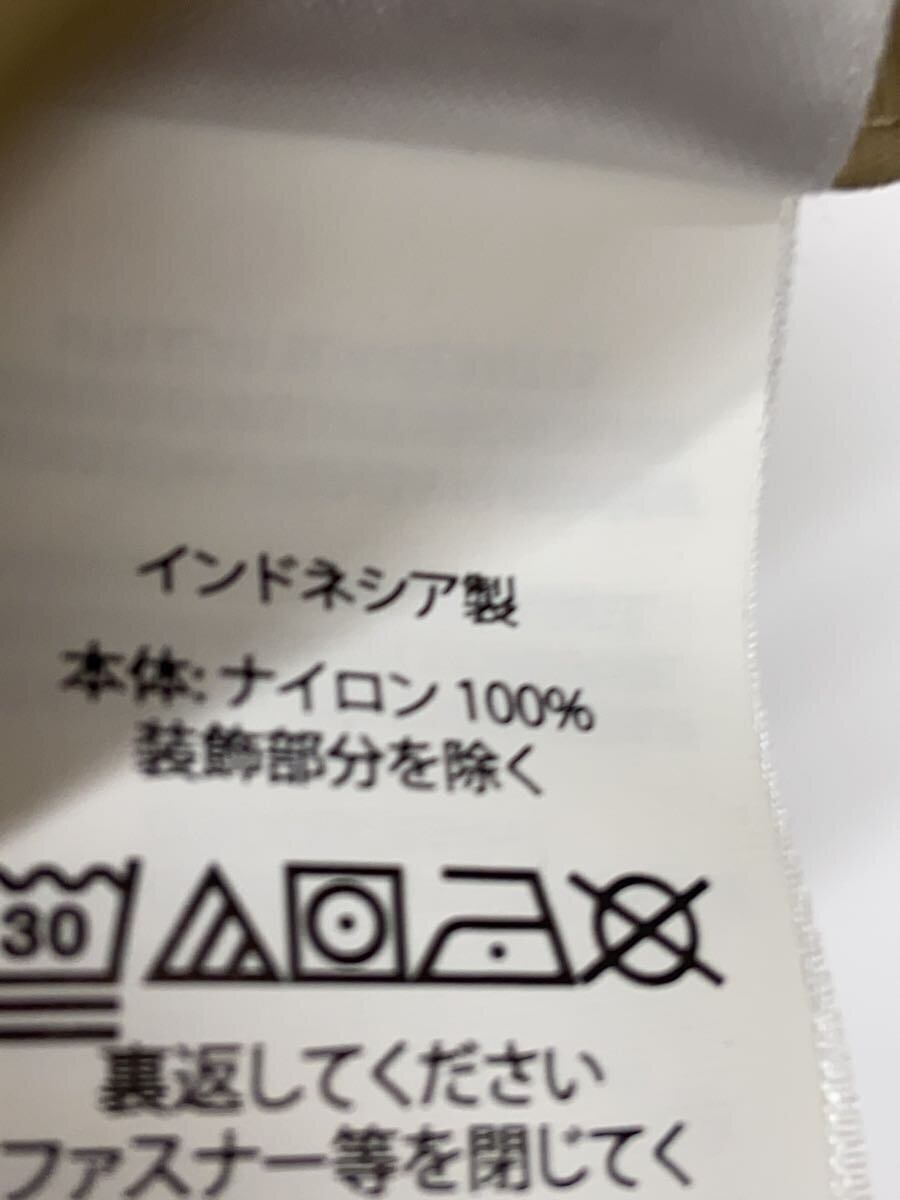 インドネシア製
本体: ナイロン 100%
装飾部分を除く
30
裏返してください
ファスナー等を閉じてく